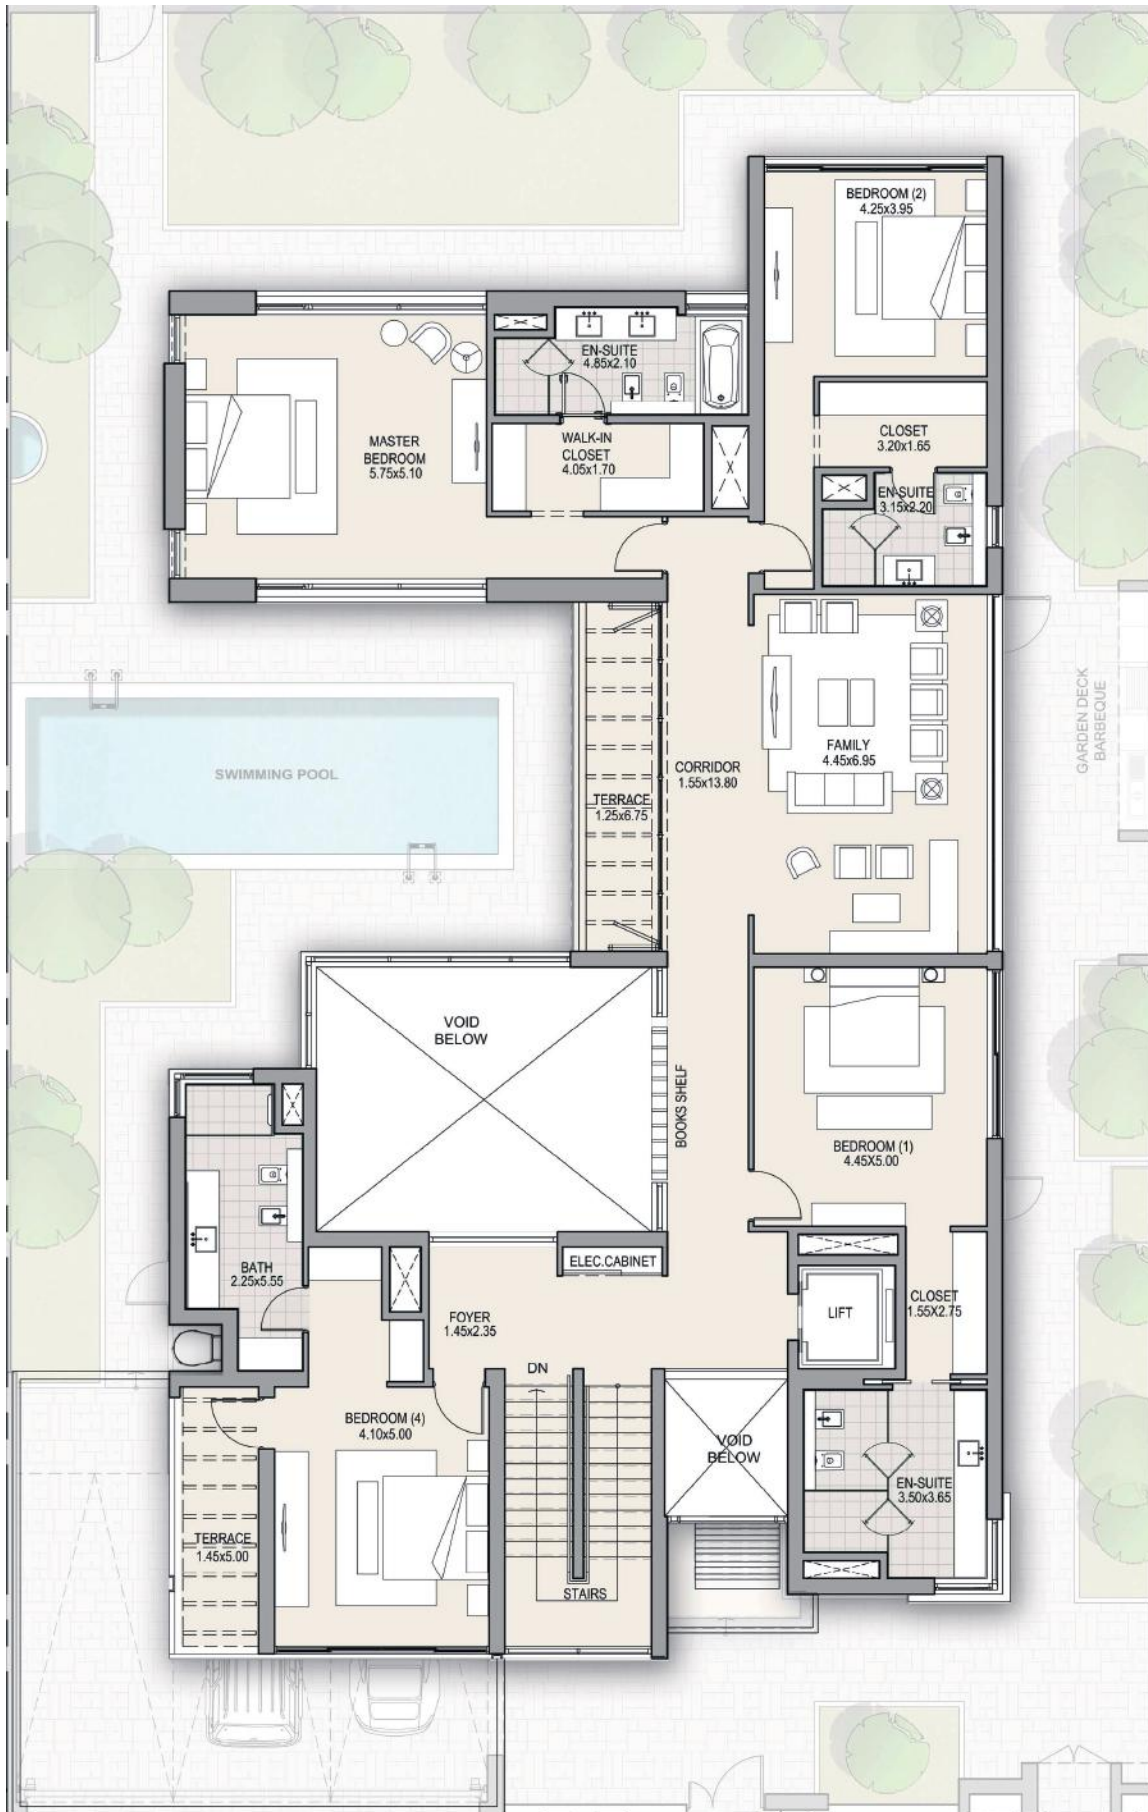 BEDROOM (2)
4.25x3.95
EN-SUITE
4.85x2.10
MASTER
BEDROOM
5.75x5.10
WALK-IN
CLOSET
4.05x1.70
CLOSET
3.20x1.65
EN-SUITE
3.15x2.20
GARDEN DECK
BARBEQUE
SWIMMING POOL
CORRIDOR
1.55x13.80
FAMILY
4.45x6.95
TERRACE
1.25x6.75
VOID
BELOW
BOOKS SHELF
BEDROOM (1)
4.45X5.00
BATH
2.25x5.55
ELEC.CABINET
FOYER
1.45x2.35
LIFT
CLOSET
1.55X2.75
DN
BEDROOM (4)
4.10x5.00
VOID
BELOW
EN-SUITE
3.50x3.65
TERRACE
1.45x5.00
STAIRS